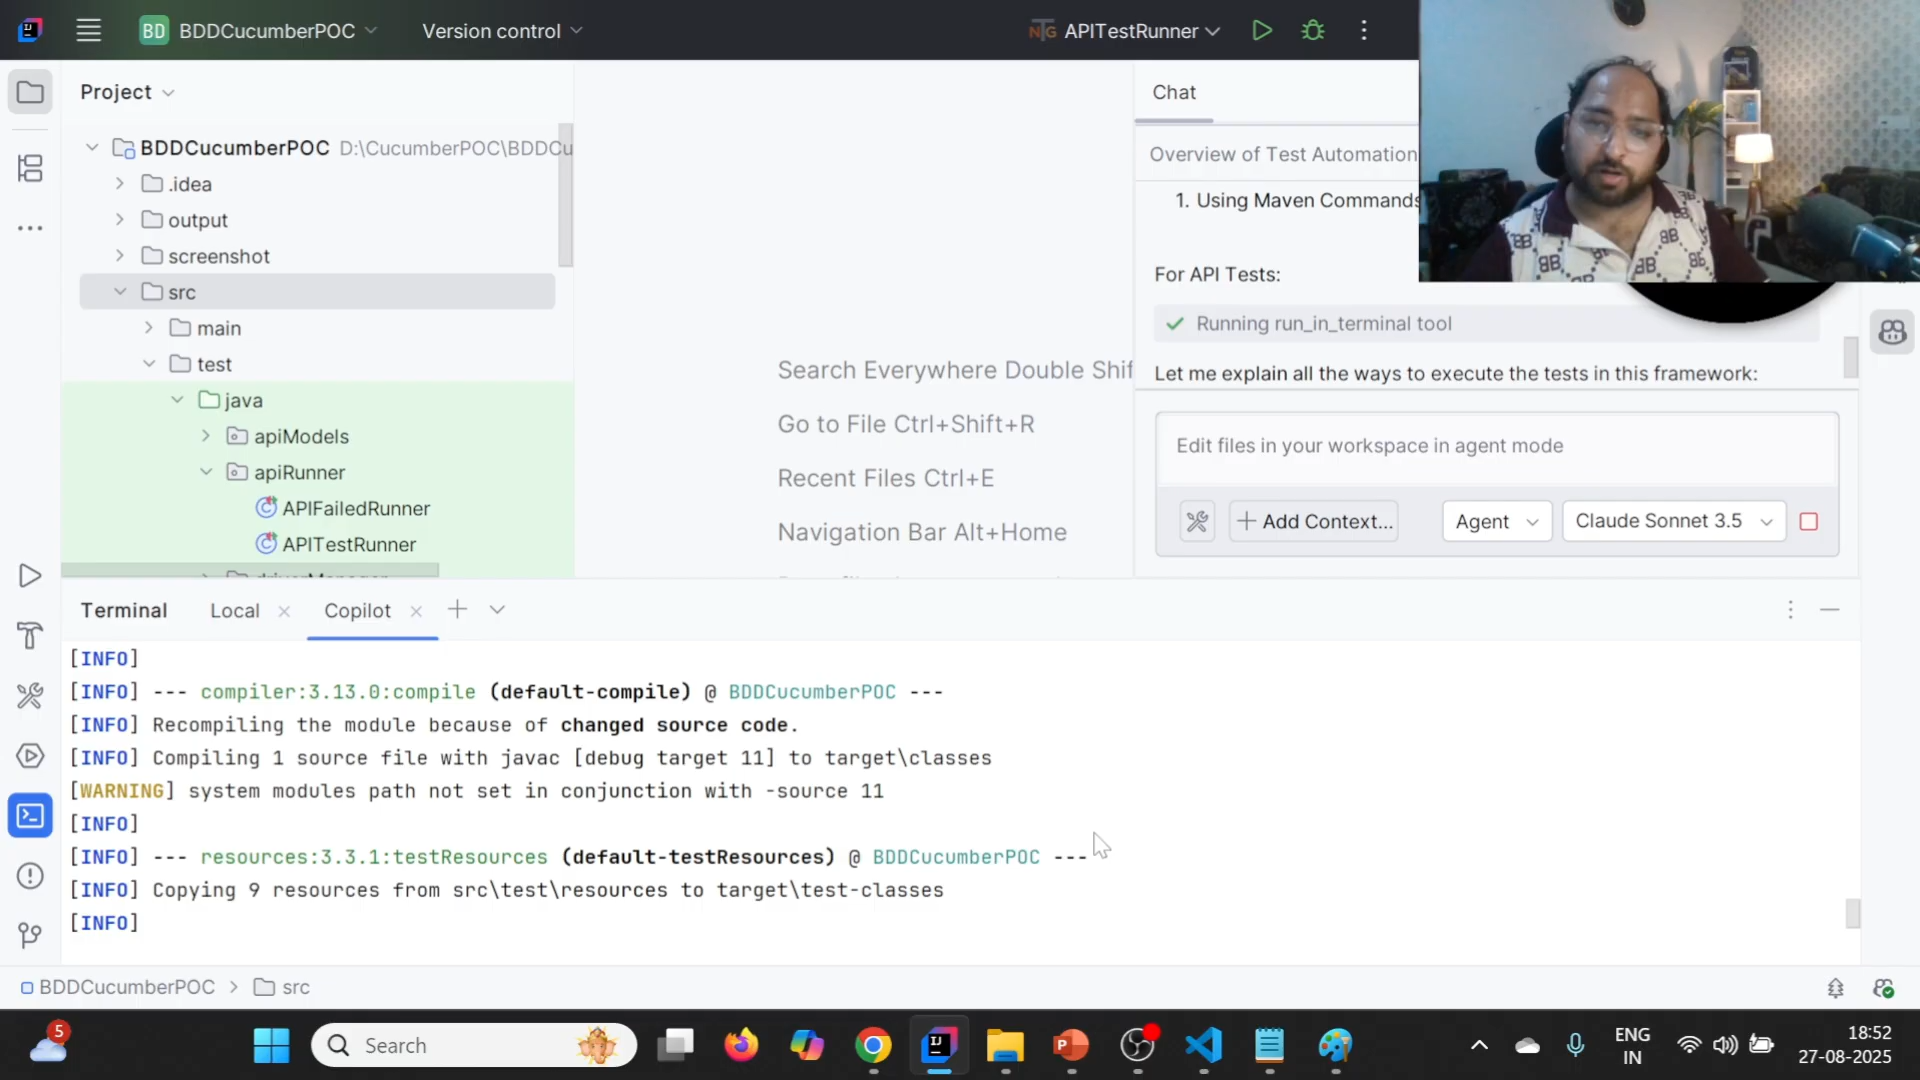 BD BDDCucumberPOC
Version control
APITestRunner
Project
BDDCucumberPOC D:\CucumberPOC\BDDCu
.idea
output
screenshot
src
main
test
java
apiModels
apiRunner
APIFailedRunner
APITestRunner
Search Everywhere Double Shif
Go to File Ctrl+Shift+R
Recent Files Ctrl+E
Navigation Bar Alt+Home
Chat
Overview of Test Automation
1. Using Maven Commands
For API Tests:
Running run_in_terminal tool
Let me explain all the ways to execute the tests in this framework:
Edit files in your workspace in agent mode
Add Context...
Agent
Claude Sonnet 3.5
Terminal
Local
Copilot
[INFO]
[INFO] --- compiler:3.13.0:compile (default-compile) @ BDDCucumberPOC ---
[INFO] Recompiling the module because of changed source code.
[INFO] Compiling 1 source file with javac [debug target 11] to target\classes
[WARNING] system modules path not set in conjunction with -source 11
[INFO]
[INFO] --- resources:3.3.1:testResources (default-testResources) @ BDDCucumberPOC ---
[INFO] Copying 9 resources from src\test\resources to target\test-classes
[INFO]
BDDCucumberPOC > src
5
Search
ENG
IN
18:52
27-08-2025